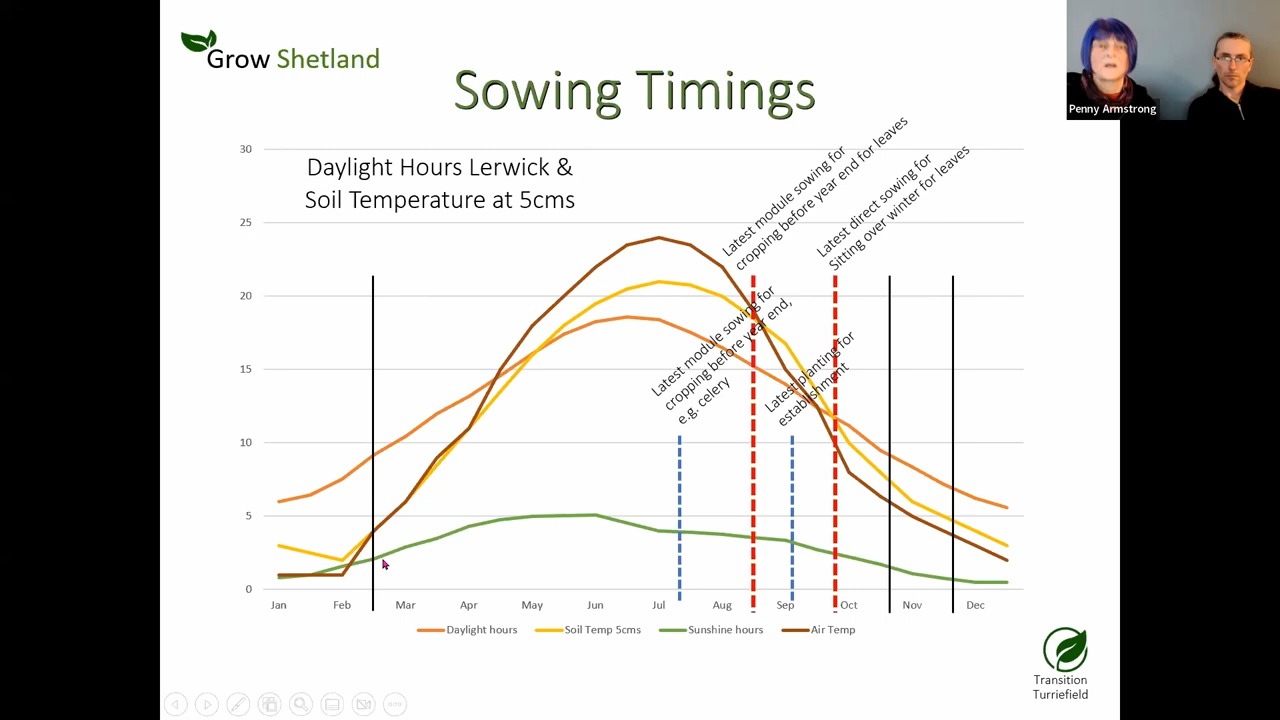 Grow Shetland
Sowing Timings
Penny Armstrong
Daylight Hours Lerwick &
Soil Temperature at 5cms
30
25
20
15
10
5
0
Latest module sowing for
cropping before year end for leaves
Latest direct sowing for
Sitting over winter for leaves
Latest module sowing for
cropping before year end,
e.g. celery
Latest planting for
establishment
Jan Feb Mar Apr May Jun Jul Aug Sep Oct Nov Dec
Daylight hours Soil Temp 5cms Sunshine hours Air Temp
Transition
Turriefield